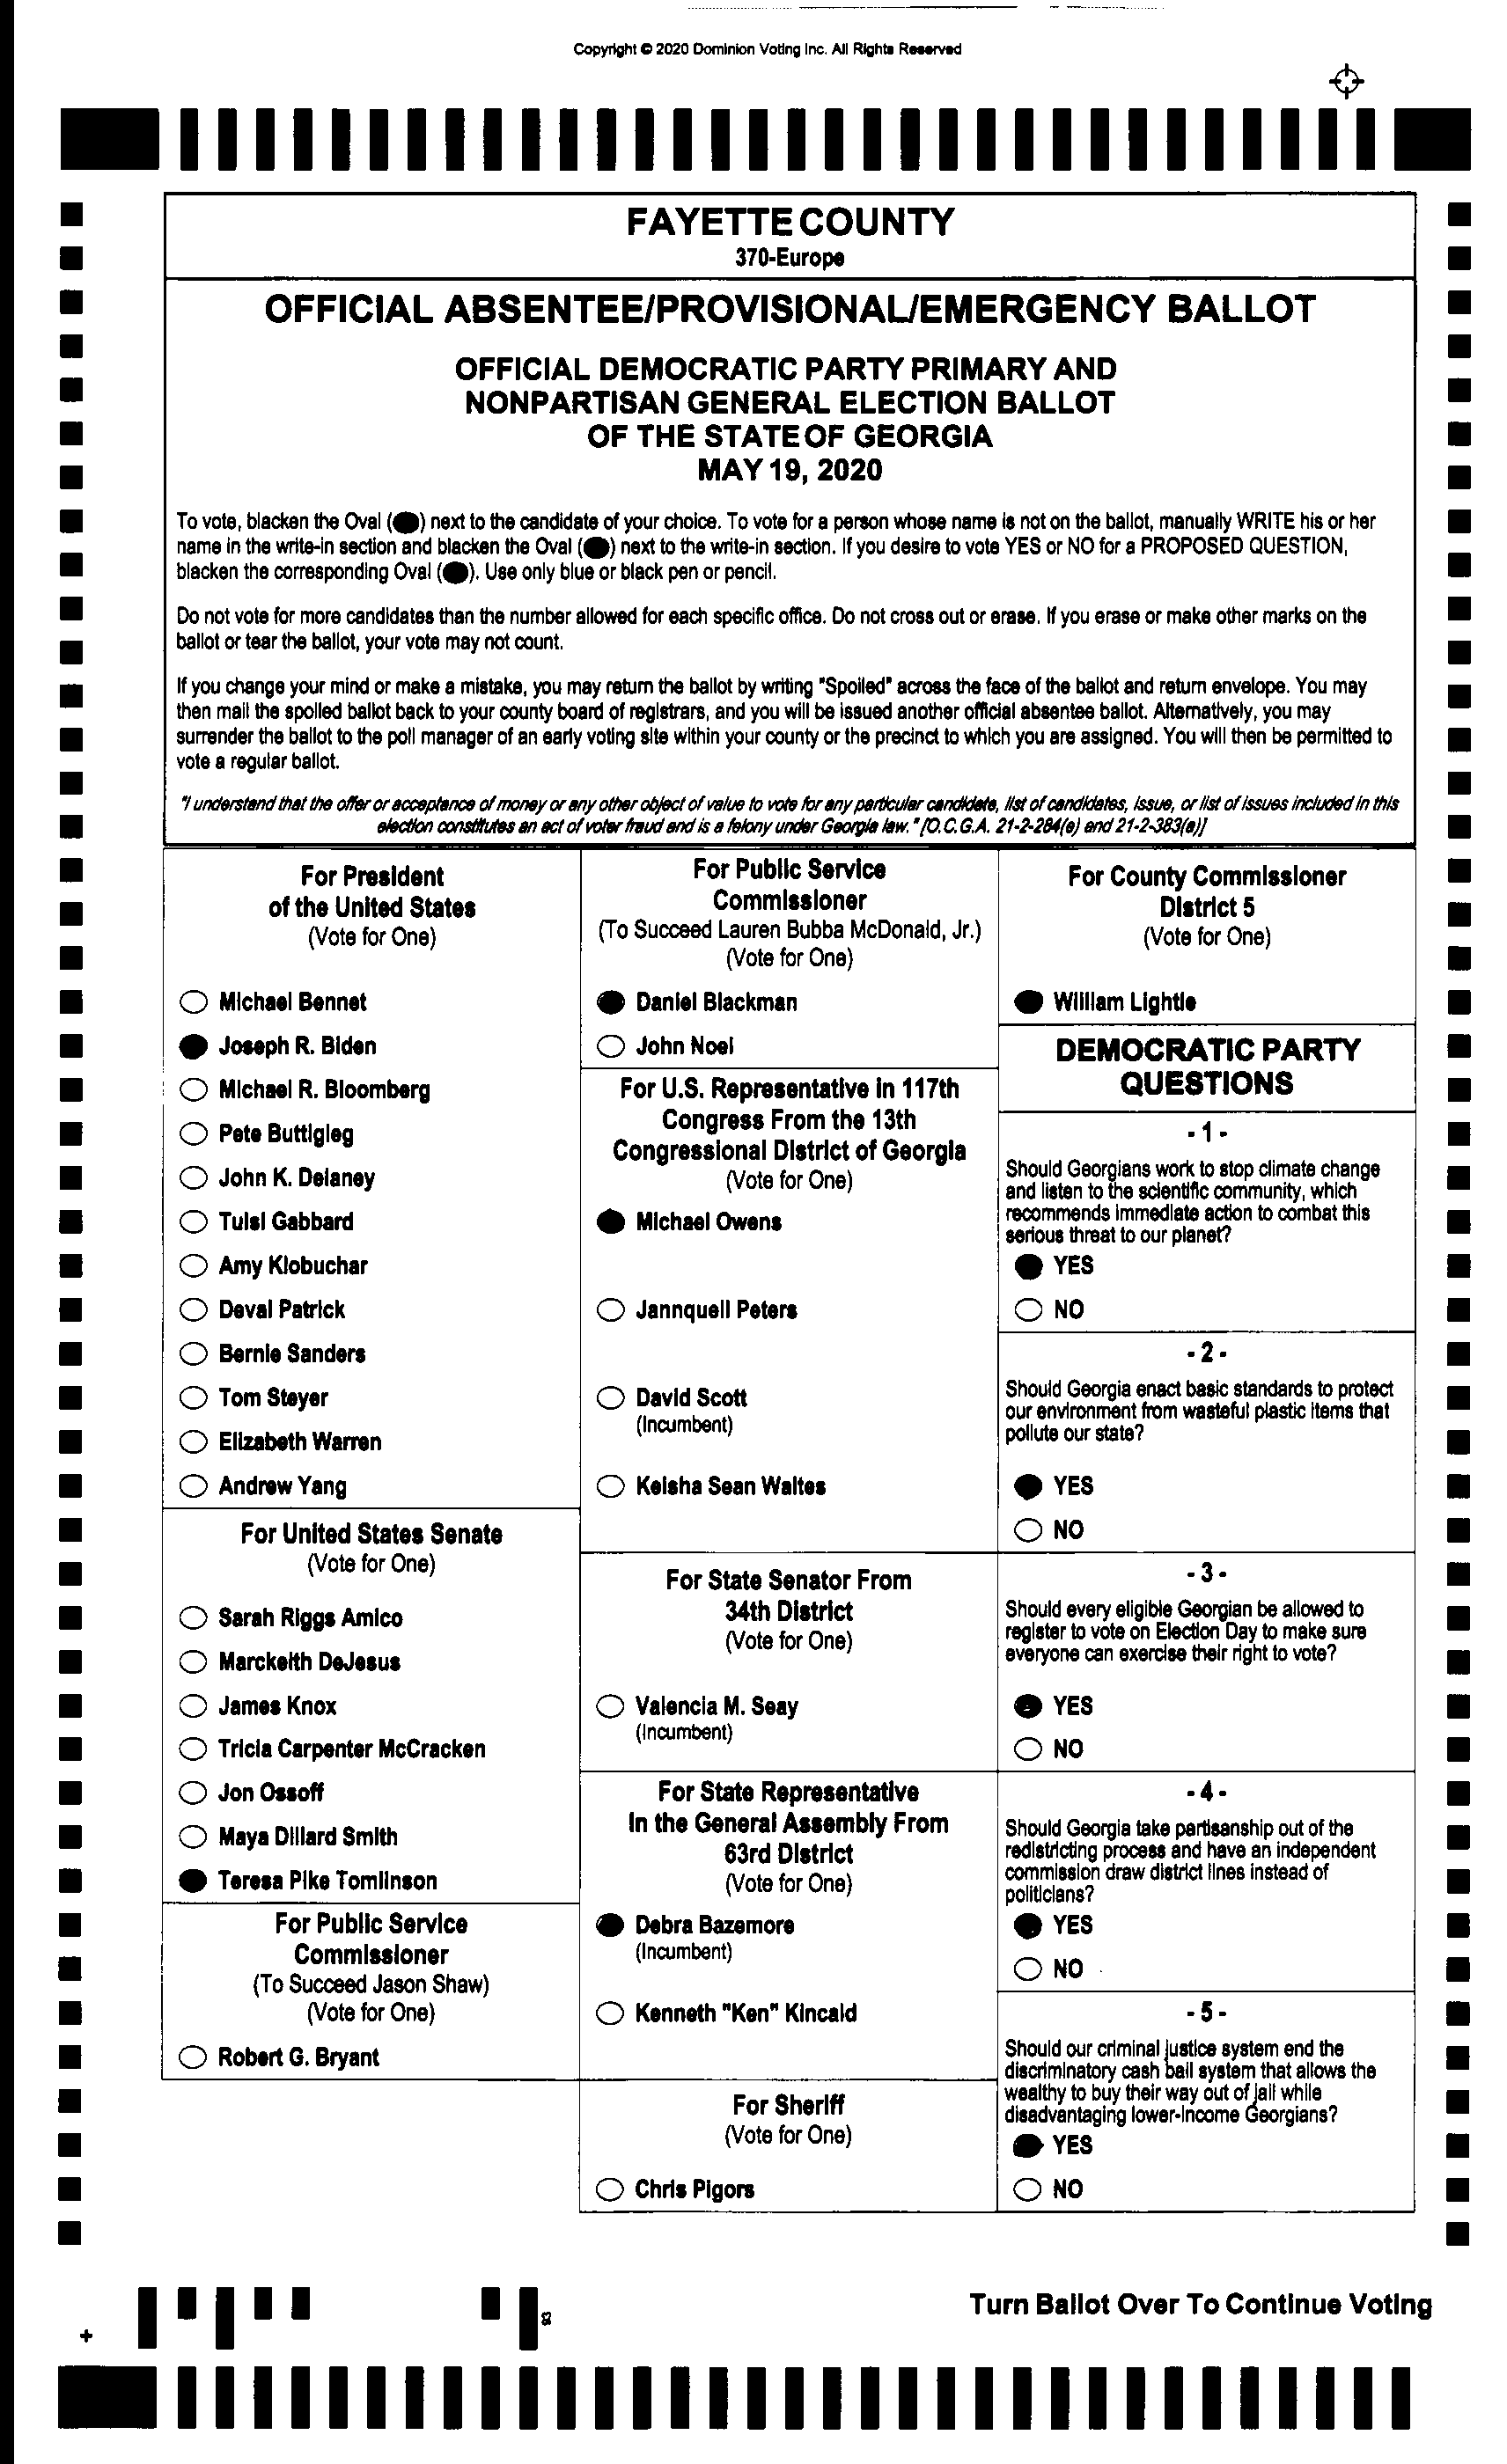 Copyright © 2020 Dominion Voting Inc. All Rights Reserved
FAYETTE COUNTY
370-Europe
OFFICIAL ABSENTEE/PROVISIONAL/EMERGENCY BALLOT
OFFICIAL DEMOCRATIC PARTY PRIMARY AND
NONPARTISAN GENERAL ELECTION BALLOT
OF THE STATE OF GEORGIA
MAY 19, 2020
To vote, blacken the Oval (●) next to the candidate of your choice. To vote for a person whose name is not on the ballot, manually WRITE his or her
name in the write-in section and blacken the Oval (●) next to the write-in section. If you desire to vote YES or NO for a PROPOSED QUESTION,
blacken the corresponding Oval (●). Use only blue or black pen or pencil.
Do not vote for more candidates than the number allowed for each specific office. Do not cross out or erase. If you erase or make other marks on the
ballot or tear the ballot, your vote may not count.
If you change your mind or make a mistake, you may return the ballot by writing "Spoiled" across the face of the ballot and return envelope. You may
then mail the spoiled ballot back to your county board of registrars, and you will be issued another official absentee ballot. Alternatively, you may
surrender the ballot to the poll manager of an early voting site within your county or the precinct to which you are assigned. You will then be permitted to
vote a regular ballot.
"I understand that the offer or acceptance of money or any other object of value to vote for any particular candidate, list of candidates, issue, or list of issues included in this
election constitutes an act of voter fraud and is a felony under Georgia law." [O.C.G.A. 21-2-284(e) and 21-2-383(a)]
For President
of the United States
(Vote for One)
Michael Bennet
Joseph R. Biden
Michael R. Bloomberg
Pete Buttigieg
John K. Delaney
Tulsi Gabbard
Amy Klobuchar
Deval Patrick
Bernie Sanders
Tom Steyer
Elizabeth Warren
Andrew Yang
For United States Senate
(Vote for One)
Sarah Riggs Amico
Marckeith DeJesus
James Knox
Tricia Carpenter McCracken
Jon Ossoff
Maya Dillard Smith
Teresa Pike Tomlinson
For Public Service
Commissioner
(To Succeed Jason Shaw)
(Vote for One)
Robert G. Bryant
For Public Service
Commissioner
(To Succeed Lauren Bubba McDonald, Jr.)
(Vote for One)
Daniel Blackman
John Noel
For U.S. Representative in 117th
Congress From the 13th
Congressional District of Georgia
(Vote for One)
Michael Owens
Jannquell Peters
David Scott
(Incumbent)
Keisha Sean Waites
For State Senator From
34th District
(Vote for One)
Valencia M. Seay
(Incumbent)
For State Representative
In the General Assembly From
63rd District
(Vote for One)
Debra Bazemore
(Incumbent)
Kenneth "Ken" Kincaid
For Sheriff
(Vote for One)
Chris Pigors
For County Commissioner
District 5
(Vote for One)
William Lightle
DEMOCRATIC PARTY
QUESTIONS
- 1 -
Should Georgians work to stop climate change
and listen to the scientific community, which
recommends immediate action to combat this
serious threat to our planet?
YES
NO
- 2 -
Should Georgia enact basic standards to protect
our environment from wasteful plastic items that
pollute our state?
YES
NO
- 3 -
Should every eligible Georgian be allowed to
register to vote on Election Day to make sure
everyone can exercise their right to vote?
YES
NO
- 4 -
Should Georgia take partisanship out of the
redistricting process and have an independent
commission draw district lines instead of
politicians?
YES
NO
- 5 -
Should our criminal justice system end the
discriminatory cash bail system that allows the
wealthy to buy their way out of jail while
disadvantaging lower-income Georgians?
YES
NO
Turn Ballot Over To Continue Voting
+